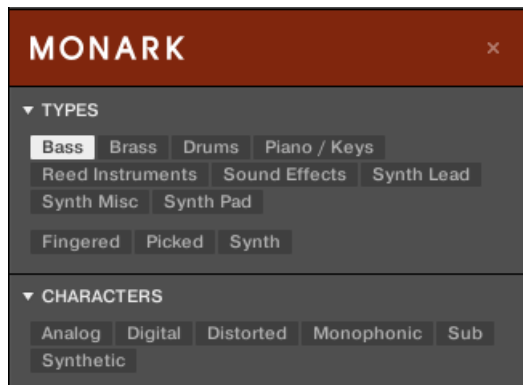 MONARK ×
▼ TYPES
Bass Brass Drums Piano / Keys
Reed Instruments Sound Effects Synth Lead
Synth Misc Synth Pad
Fingered Picked Synth
▼ CHARACTERS
Analog Digital Distorted Monophonic Sub
Synthetic